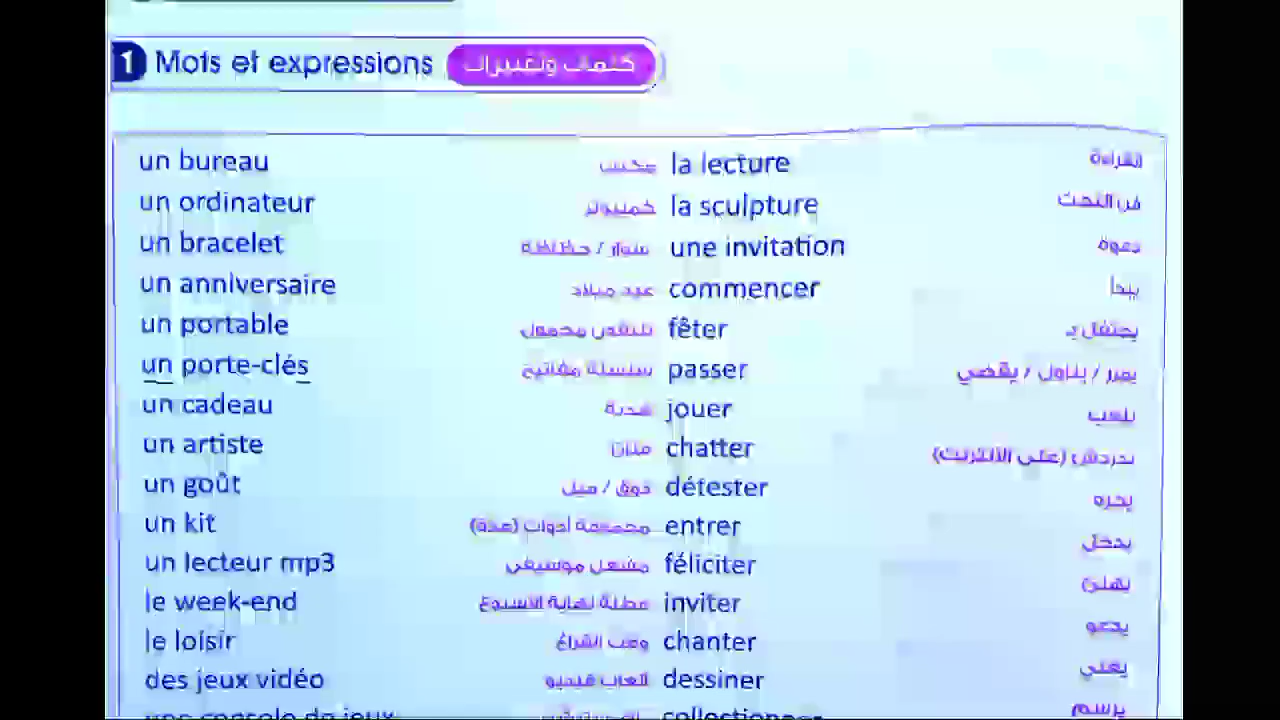 1 Mots et expressions كلمات وتعبيرات
un bureau مكتب la lecture القراءة
un ordinateur كمبيوتر la sculpture فن النحت
un bracelet سوار / حظاظة une invitation دعوة
un anniversaire عيد ميلاد commencer يبدأ
un portable تليفون محمول fêter يحتفل بـ
un porte-clés سلسلة مفاتيح passer يمر / يناول / يقضي
un cadeau هدية jouer يلعب
un artiste فنان chatter يدردش (على الانترنت)
un goût ذوق / ميل détester يكره
un kit مجموعة أدوات (عدة) entrer يدخل
un lecteur mp3 مشغل موسيقى féliciter يهنئ
le week-end عطلة نهاية الأسبوع inviter يدعو
le loisir وقت الفراغ chanter يغني
des jeux vidéo ألعاب فيديو dessiner يرسم
une console de jeux